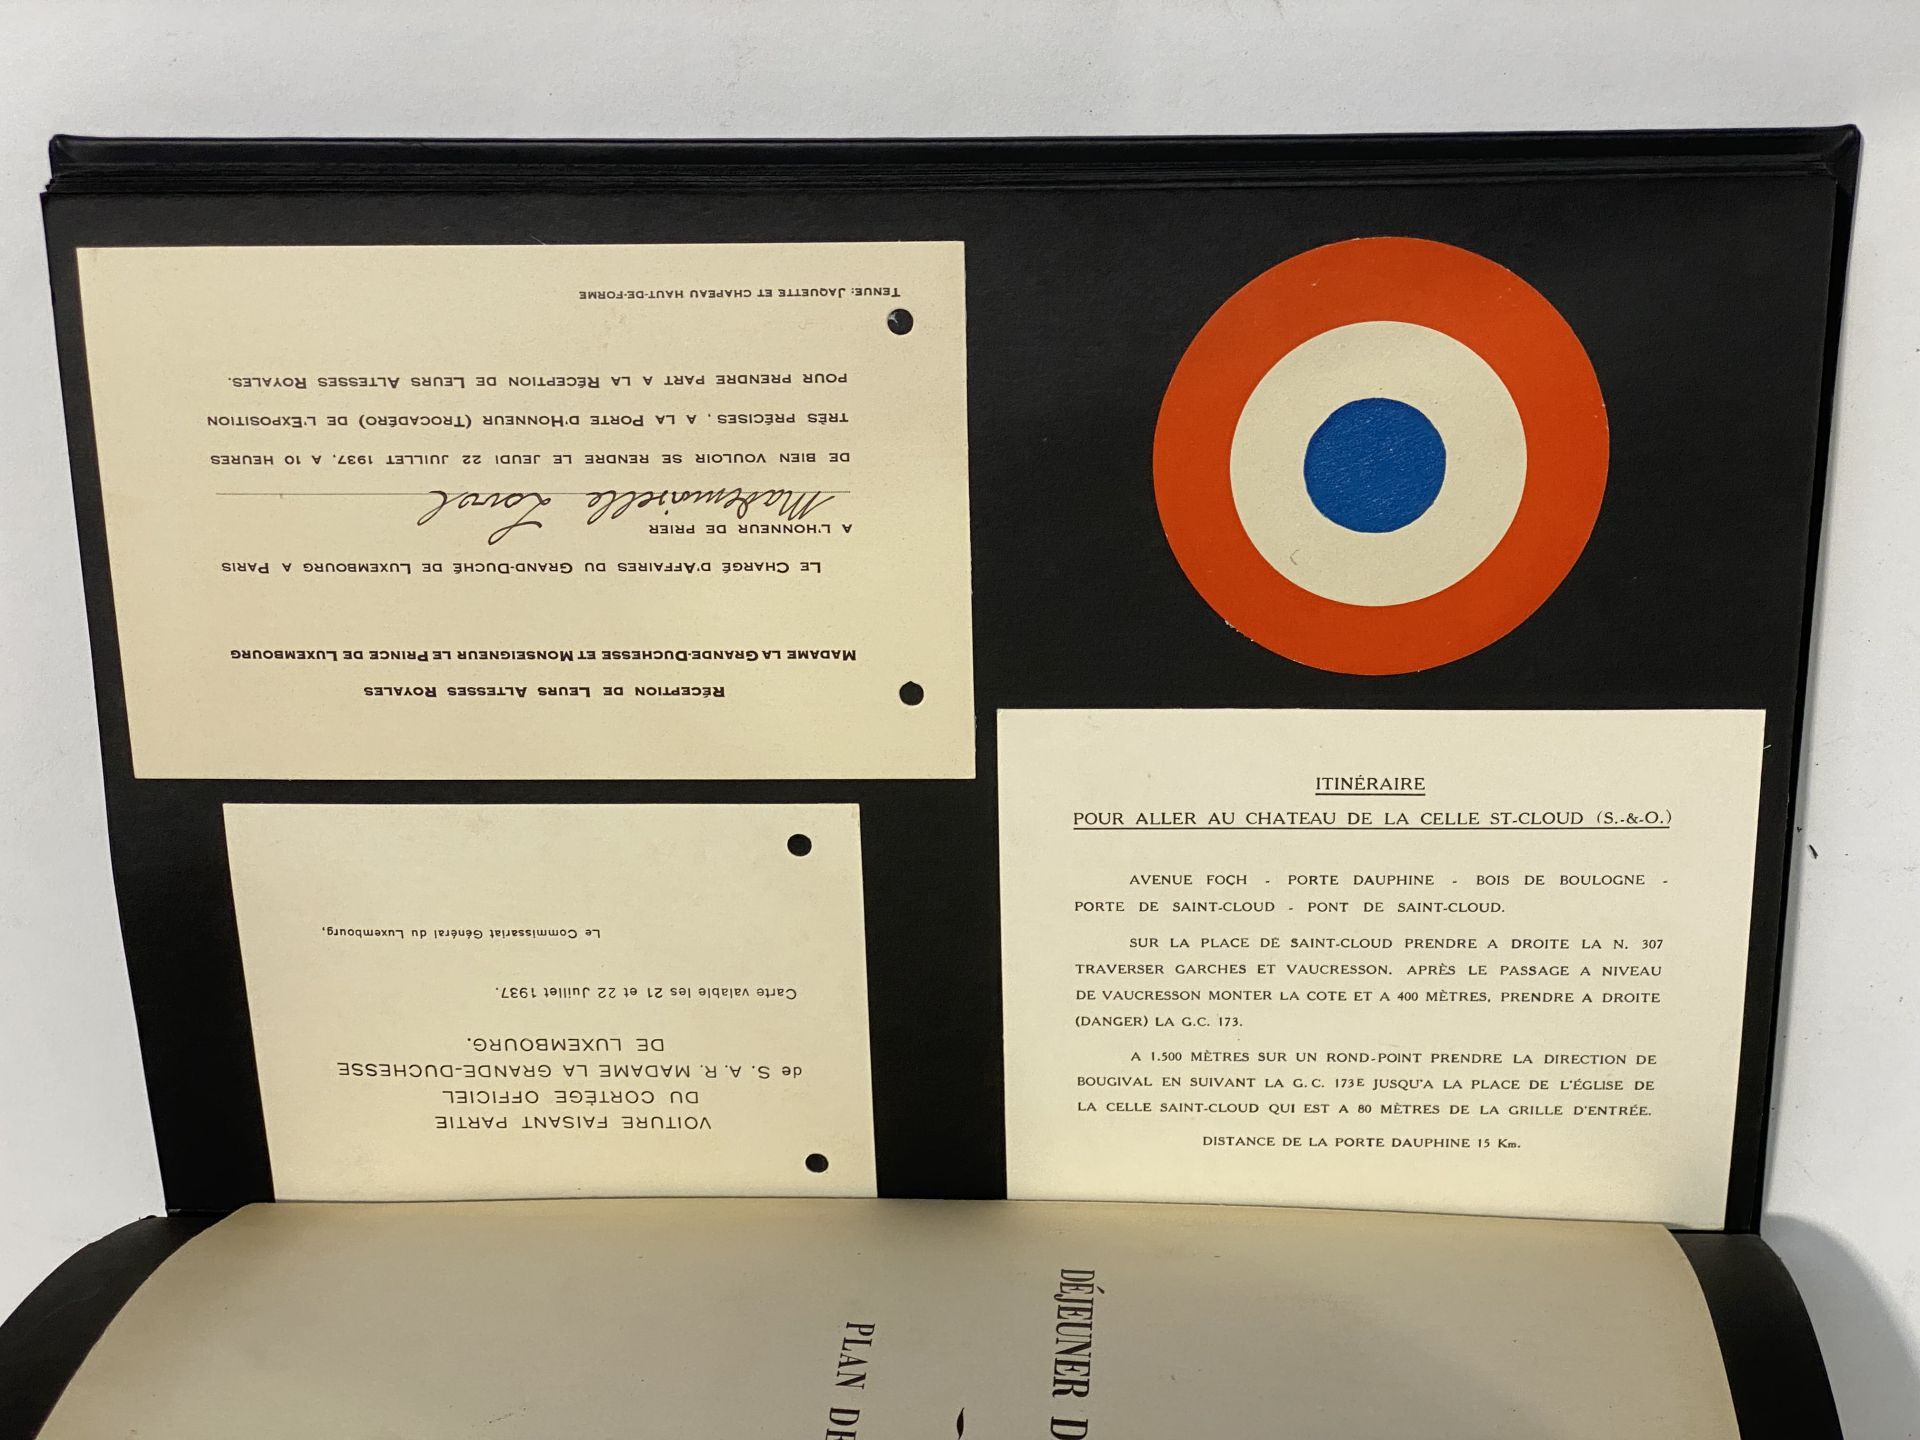 RÉCEPTION DE LEURS ALTESSES ROYALES
MADAME LA GRANDE-DUCHESSE ET MONSEIGNEUR LE PRINCE DE LUXEMBOURG
LE CHARGÉ D'AFFAIRES DU GRAND-DUCHÉ DE LUXEMBOURG A PARIS
A L'HONNEUR DE PRIER
Mademoiselle
DE BIEN VOULOIR SE RENDRE LE JEUDI 22 JUILLET 1937, A 10 HEURES
TRÈS PRÉCISES, A LA PORTE D'HONNEUR (TROCADÉRO) DE L'EXPOSITION
POUR PRENDRE PART A LA RÉCEPTION DE LEURS ALTESSES ROYALES.
TENUE: JAQUETTE ET CHAPEAU HAUT-DE-FORME
VOITURE FAISANT PARTIE
DU CORTÈGE OFFICIEL
de S. A. R. MADAME LA GRANDE-DUCHESSE
DE LUXEMBOURG.
Carte valable les 21 et 22 Juillet 1937.
Le Commissariat Général du Luxembourg,
ITINÉRAIRE
POUR ALLER AU CHATEAU DE LA CELLE ST-CLOUD (S.-&-O.)
AVENUE FOCH - PORTE DAUPHINE - BOIS DE BOULOGNE -
PORTE DE SAINT-CLOUD - PONT DE SAINT-CLOUD.
SUR LA PLACE DE SAINT-CLOUD PRENDRE A DROITE LA N. 307
TRAVERSER GARCHES ET VAUCRESSON. APRÈS LE PASSAGE A NIVEAU
DE VAUCRESSON MONTER LA COTE ET A 400 MÈTRES, PRENDRE A DROITE
(DANGER) LA G.C. 173.
A 1.500 MÈTRES SUR UN ROND-POINT PRENDRE LA DIRECTION DE
BOUGIVAL EN SUIVANT LA G.C. 173E JUSQU'A LA PLACE DE L'ÉGLISE DE
LA CELLE SAINT-CLOUD QUI EST A 80 MÈTRES DE LA GRILLE D'ENTRÉE.
DISTANCE DE LA PORTE DAUPHINE 15 Km.
DÉJEUNER D
PLAN DE